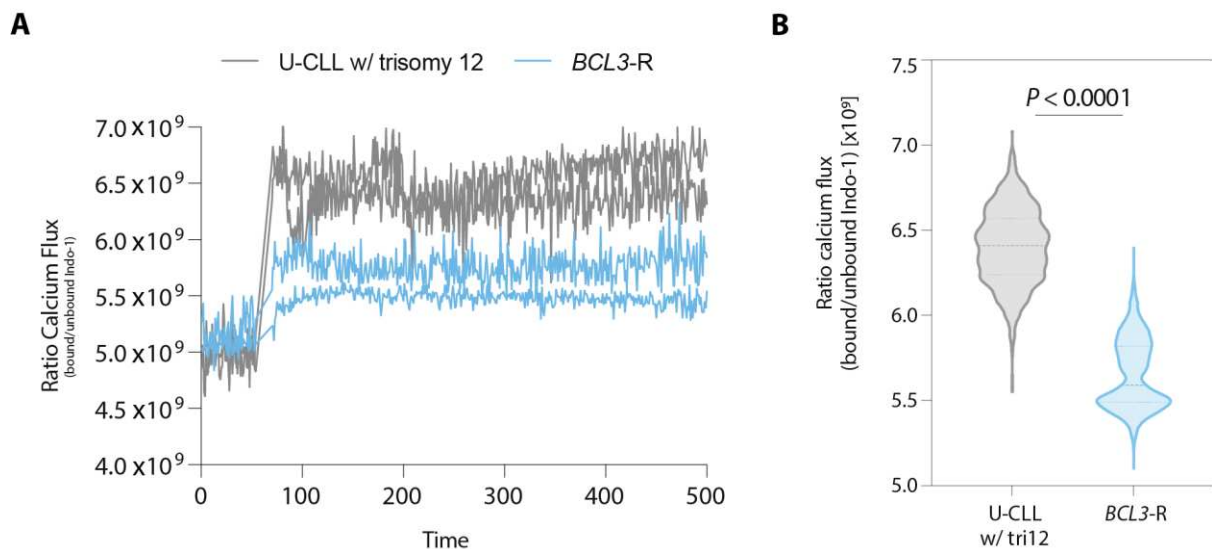 A
U-CLL w/ trisomy 12
BCL3-R
Ratio Calcium Flux
(bound/unbound Indo-1)
7.0 x10⁹
6.5 x10⁹
6.0 x10⁹
5.5 x10⁹
5.0 x10⁹
4.5 x10⁹
4.0 x10⁹
0 100 200 300 400 500
Time
B
Ratio calcium flux
(bound/unbound Indo-1) [x10⁹]
P < 0.0001
7.5
7.0
6.5
6.0
5.5
5.0
U-CLL
w/ tri12
BCL3-R